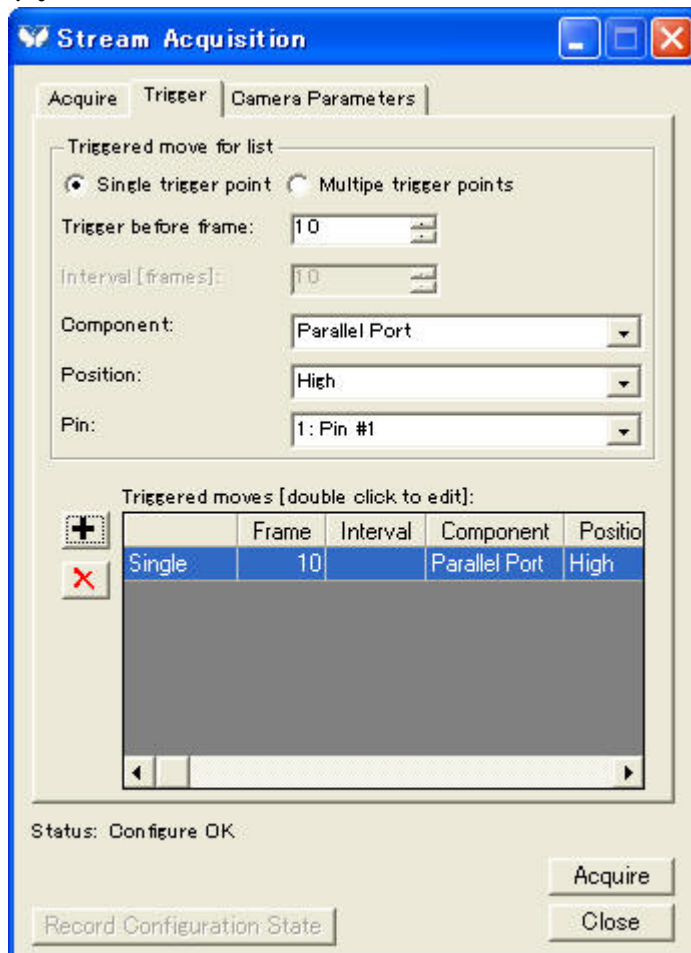 Stream Acquisition
Acquire Trigger Camera Parameters
Triggered move for list
Single trigger point Multipe trigger points
Trigger before frame: 10
Interval [frames]: 10
Component: Parallel Port
Position: High
Pin: 1: Pin #1
Triggered moves [double click to edit]:
Frame Interval Component Positio
Single 10 Parallel Port High
Status: Configure OK
Acquire
Record Configuration State Close